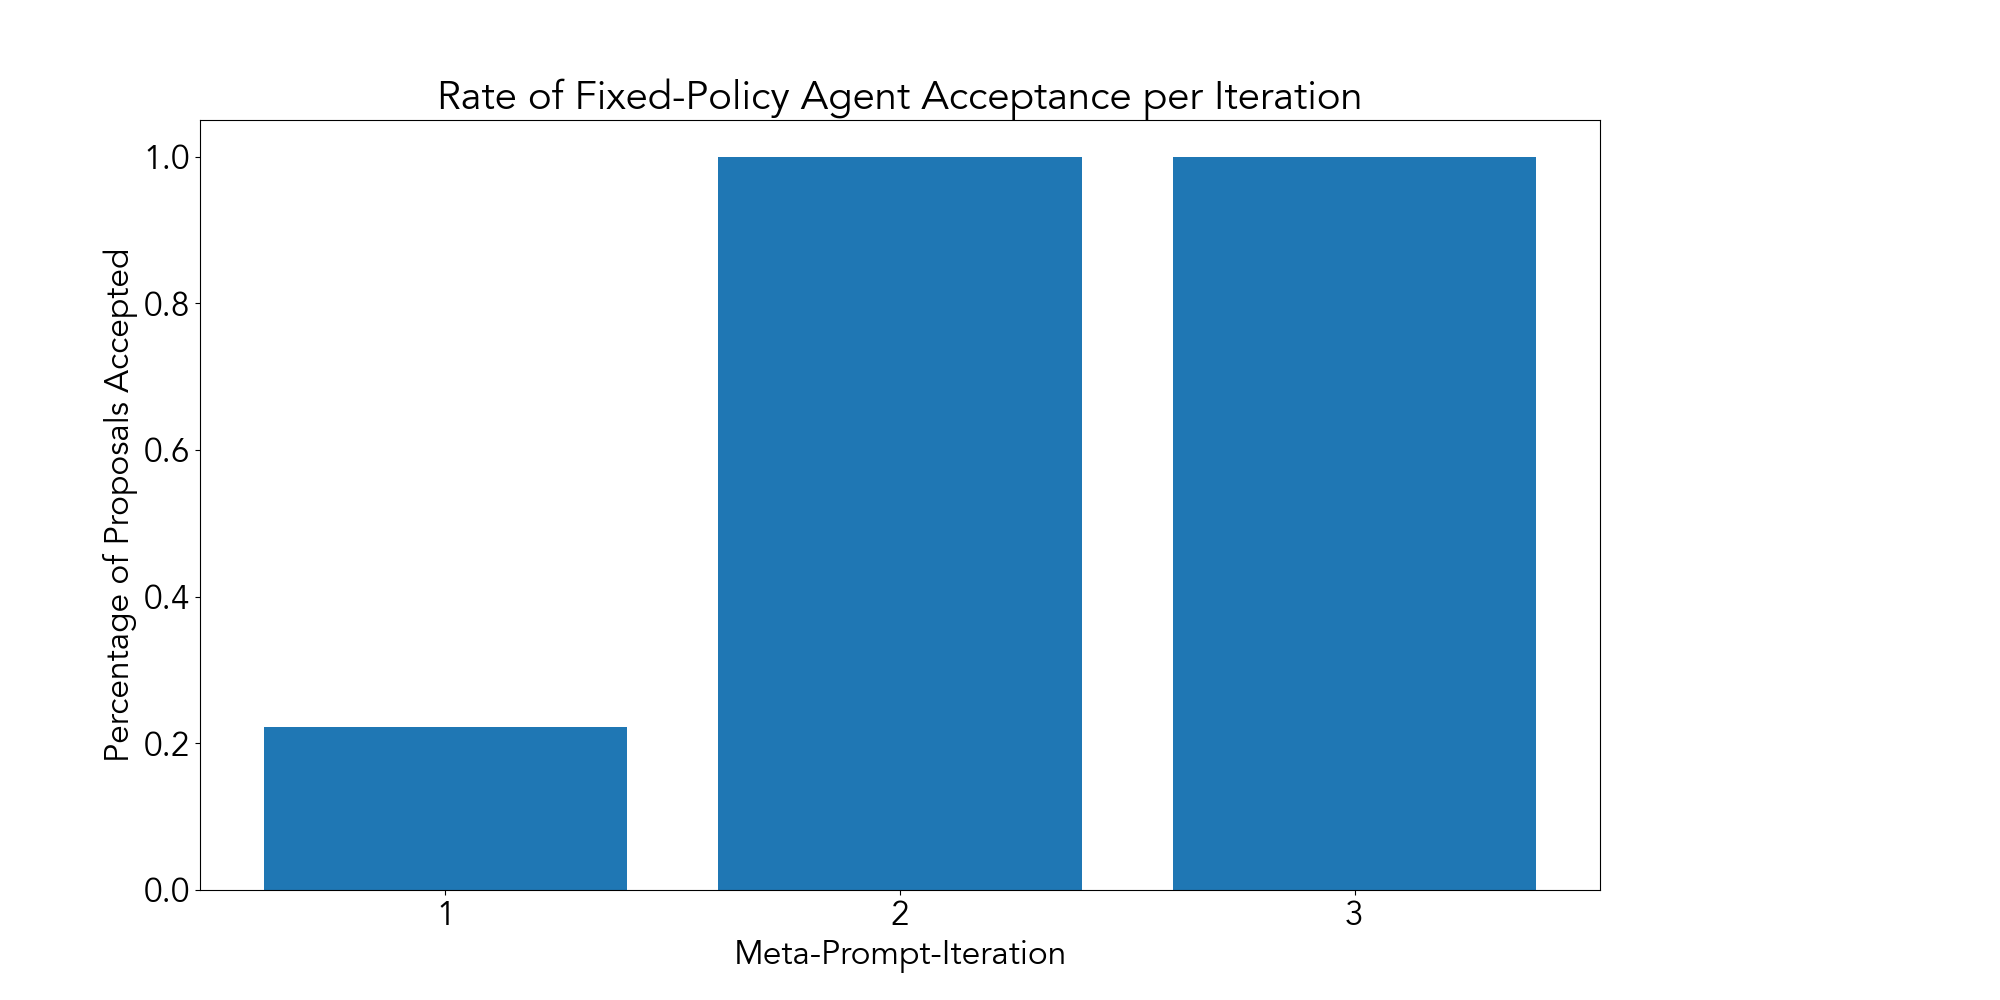 Rate of Fixed-Policy Agent Acceptance per Iteration
Percentage of Proposals Accepted
1.0
0.8
0.6
0.4
0.2
0.0
1 2 3
Meta-Prompt-Iteration